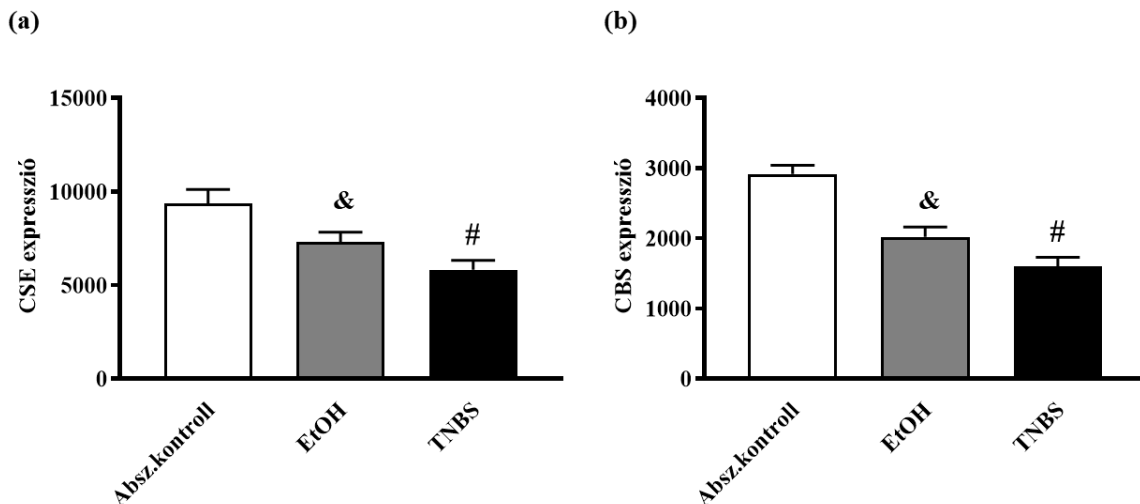 (a)
15000
10000
5000
0
CSE expresszió
&
#
Absz.kontroll
EtOH
TNBS
(b)
4000
3000
2000
1000
0
CBS expresszió
&
#
Absz.kontroll
EtOH
TNBS